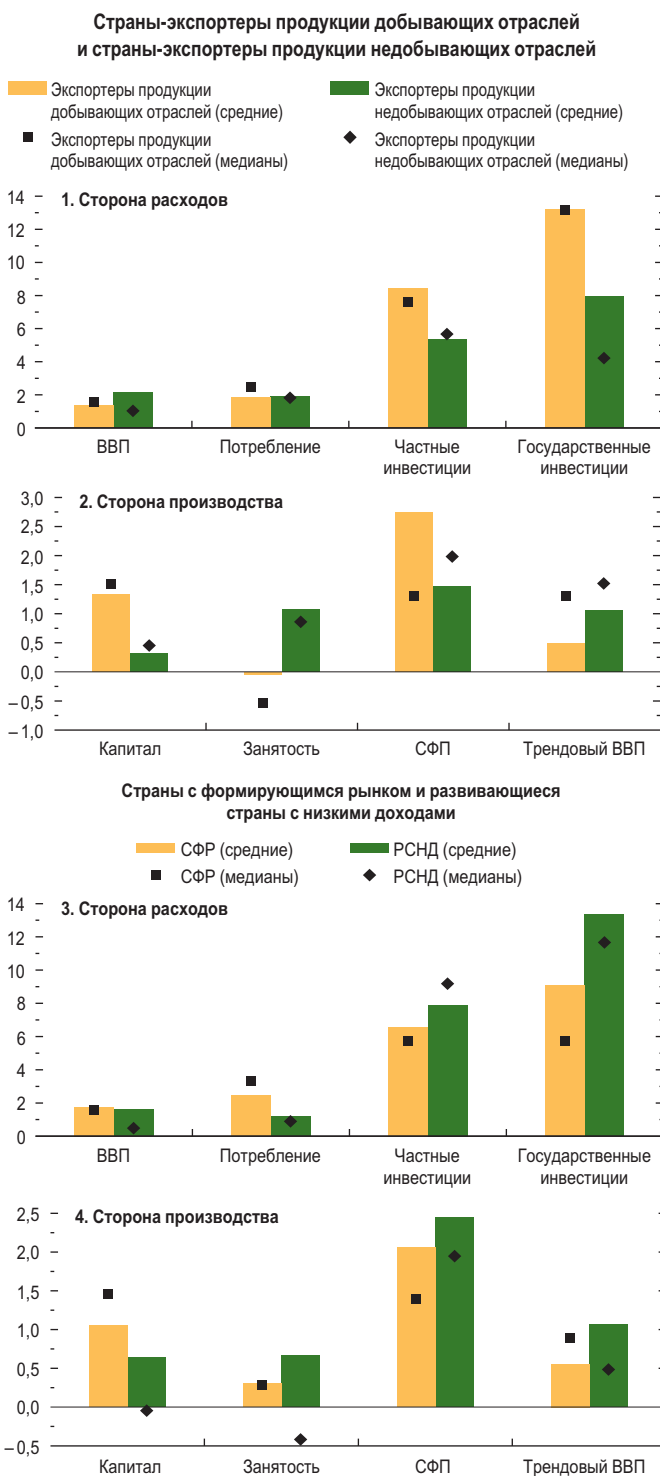 Страны-экспортеры продукции добывающих отраслей
и страны-экспортеры продукции недобывающих отраслей
Экспортеры продукции
добывающих отраслей (средние)
Экспортеры продукции
недобывающих отраслей (средние)
Экспортеры продукции
добывающих отраслей (медианы)
Экспортеры продукции
недобывающих отраслей (медианы)
1. Сторона расходов
14
12
10
8
6
4
2
0
ВВП
Потребление
Частные
инвестиции
Государственные
инвестиции
2. Сторона производства
3,0
2,5
2,0
1,5
1,0
0,5
0,0
–0,5
–1,0
Капитал
Занятость
СФП
Трендовый ВВП
Страны с формирующимся рынком и развивающиеся
страны с низкими доходами
СФР (средние)
РСНД (средние)
СФР (медианы)
РСНД (медианы)
3. Сторона расходов
14
12
10
8
6
4
2
0
ВВП
Потребление
Частные
инвестиции
Государственные
инвестиции
4. Сторона производства
2,5
2,0
1,5
1,0
0,5
0,0
–0,5
Капитал
Занятость
СФП
Трендовый ВВП